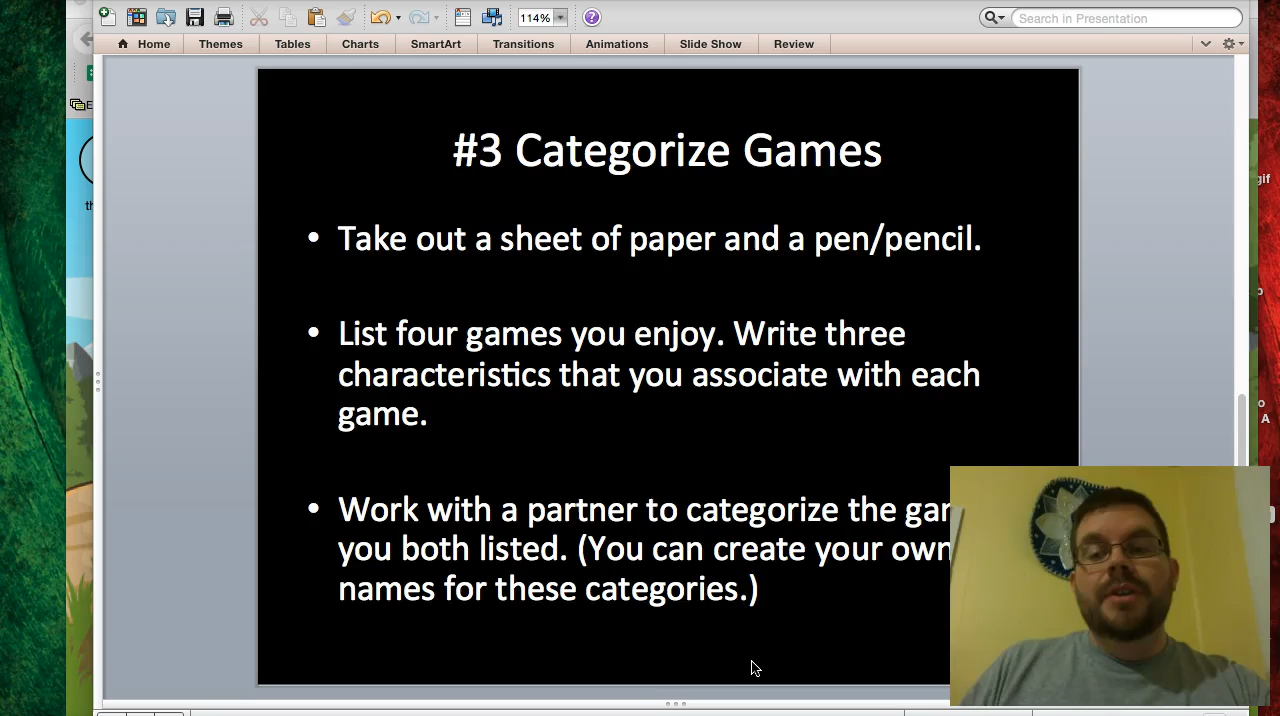 114%
Search in Presentation
Home Themes Tables Charts SmartArt Transitions Animations Slide Show Review
#3 Categorize Games
• Take out a sheet of paper and a pen/pencil.
• List four games you enjoy. Write three
characteristics that you associate with each
game.
• Work with a partner to categorize the
you both listed. (You can create your own
names for these categories.)
gif